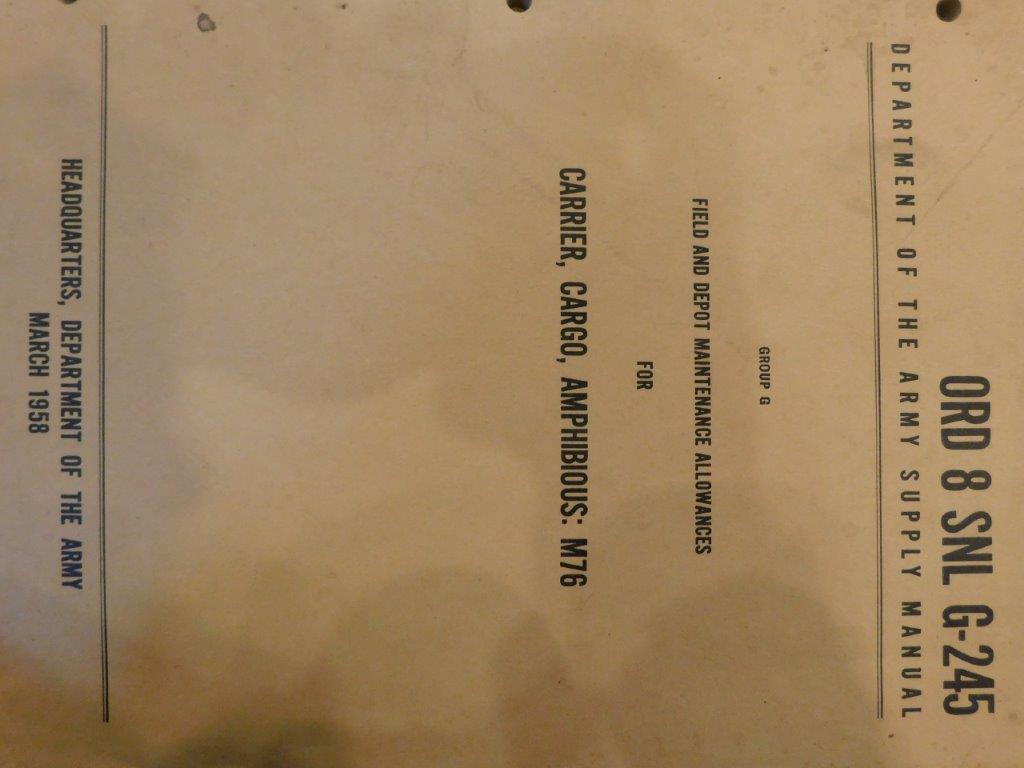 ORD 8 SNL G-245
DEPARTMENT OF THE ARMY SUPPLY MANUAL
GROUP G
FIELD AND DEPOT MAINTENANCE ALLOWANCES
FOR
CARRIER, CARGO, AMPHIBIOUS: M76
HEADQUARTERS, DEPARTMENT OF THE ARMY
MARCH 1958